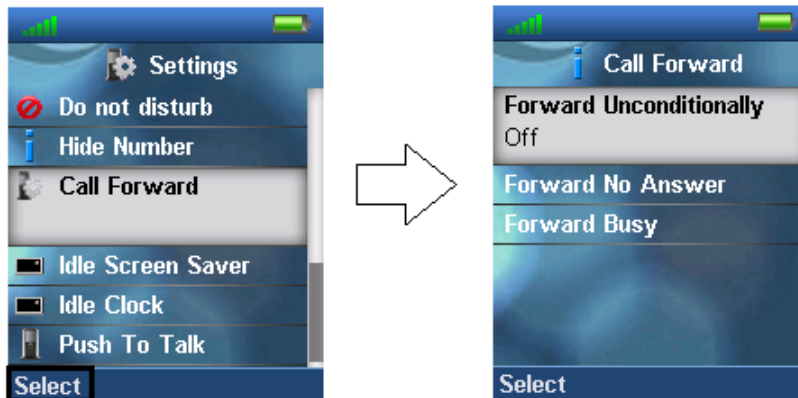 Settings
Do not disturb
Hide Number
Call Forward
Idle Screen Saver
Idle Clock
Push To Talk
Select
Call Forward
Forward Unconditionally
Off
Forward No Answer
Forward Busy
Select